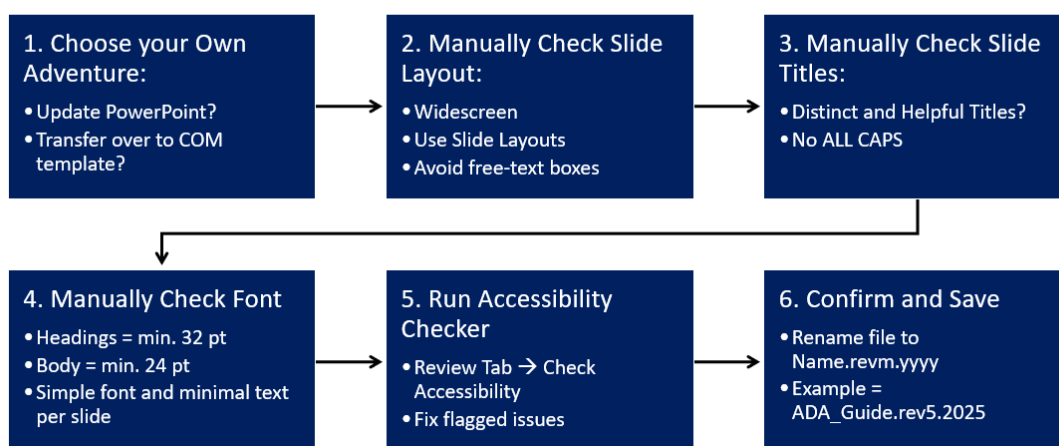 1. Choose your Own
Adventure:
• Update PowerPoint?
• Transfer over to COM
template?
2. Manually Check Slide
Layout:
• Widescreen
• Use Slide Layouts
• Avoid free-text boxes
3. Manually Check Slide
Titles:
• Distinct and Helpful Titles?
• No ALL CAPS
4. Manually Check Font
• Headings = min. 32 pt
• Body = min. 24 pt
• Simple font and minimal text
per slide
5. Run Accessibility
Checker
• Review Tab → Check
Accessibility
• Fix flagged issues
6. Confirm and Save
• Rename file to
Name.revm.yyyy
• Example =
ADA_Guide.rev5.2025